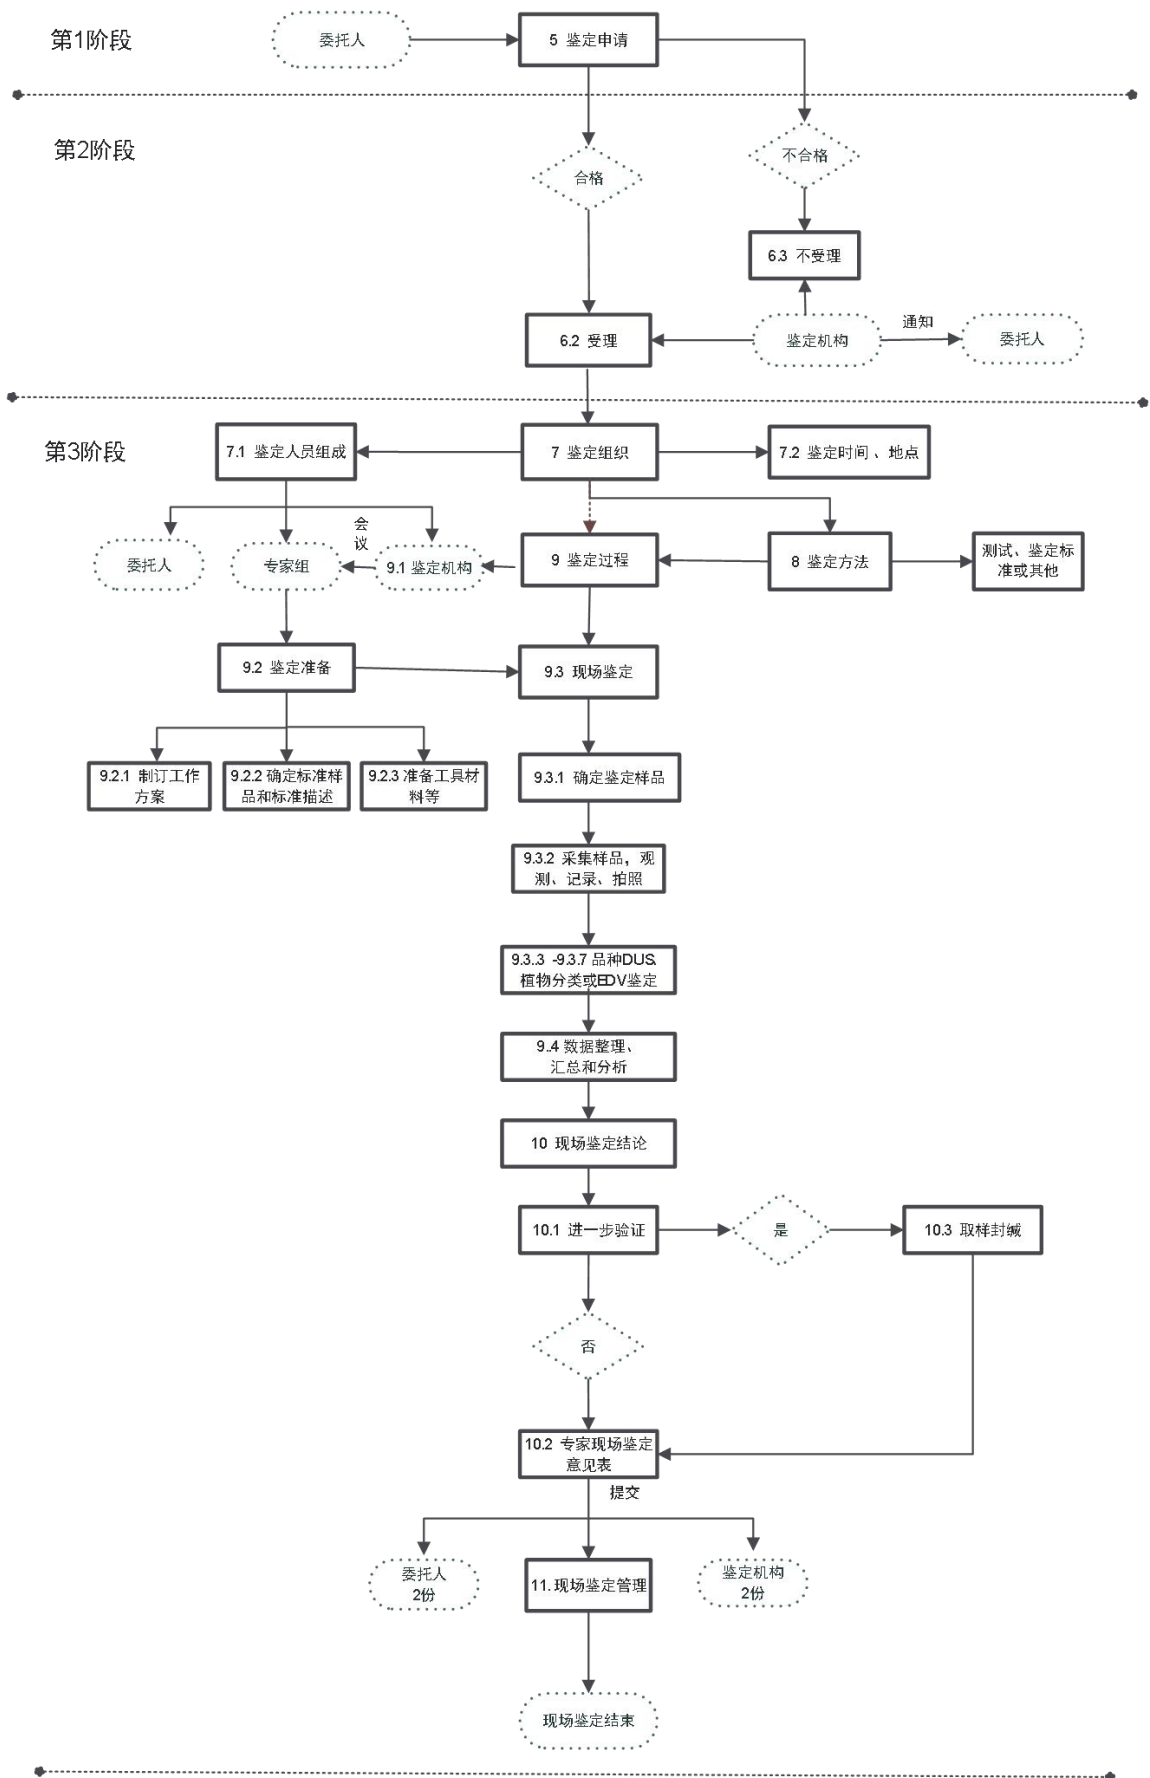 第1阶段
委托人
5 鉴定申请
第2阶段
合格
不合格
6.3 不受理
6.2 受理
鉴定机构
通知
委托人
第3阶段
7.1 鉴定人员组成
7 鉴定组织
7.2 鉴定时间、地点
委托人
专家组
会
议
9.1 鉴定机构
9 鉴定过程
8 鉴定方法
测试、鉴定标
准或其他
9.2 鉴定准备
9.3 现场鉴定
9.2.1 制订工作
方案
9.2.2 确定标准样
品和标准描述
9.2.3 准备工具材
料等
9.3.1 确定鉴定样品
9.3.2 采集样品，观
测、记录、拍照
9.3.3 -9.3.7 品种DUS、
植物分类或EDV鉴定
9.4 数据整理、
汇总和分析
10 现场鉴定结论
10.1 进一步验证
是
10.3 取样封缄
否
10.2 专家现场鉴定
意见表
提交
委托人
2份
11.现场鉴定管理
鉴定机构
2份
现场鉴定结束